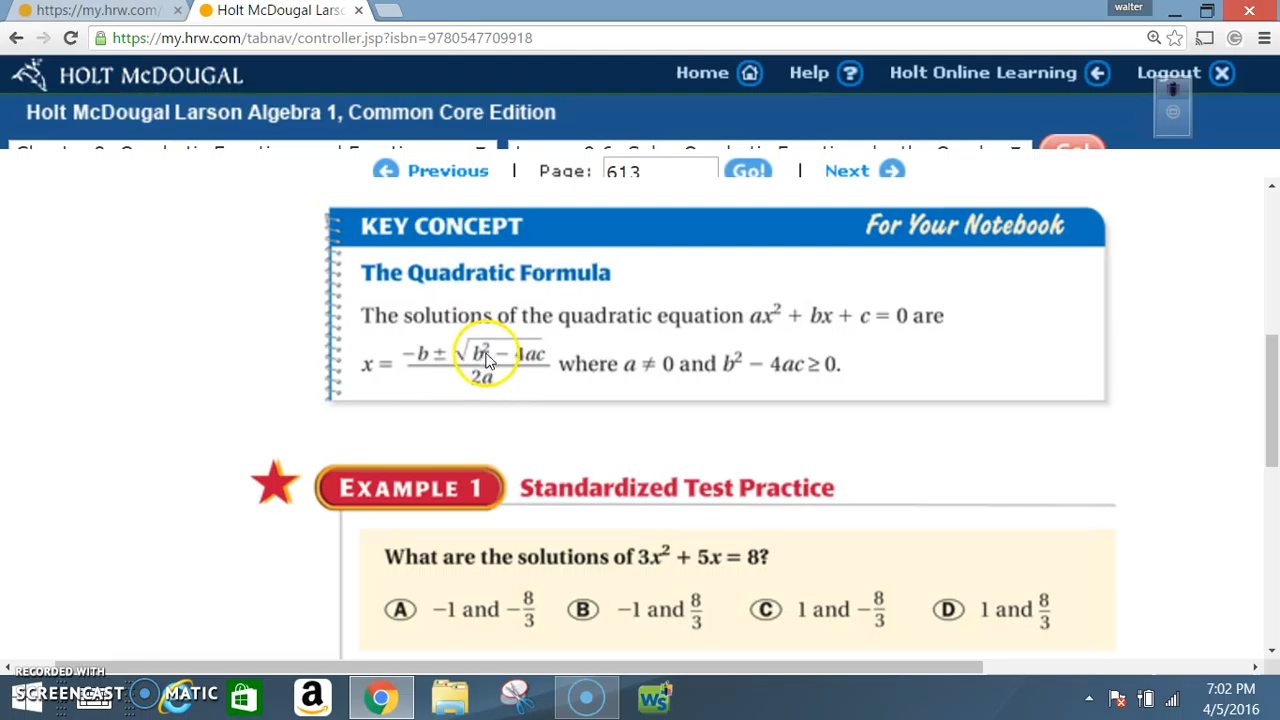 https://my.hrw.com/tabna
Holt McDougal Lars
walter
https://my.hrw.com/tabnav/controller.jsp?isbn=9780547709918
HOLT McDOUGAL
Home
Help
Holt Online Learning
Logout
Holt McDougal Larson Algebra 1, Common Core Edition
Previous | Page: 613 Go! | Next
KEY CONCEPT
For Your Notebook
The Quadratic Formula
The solutions of the quadratic equation ax² + bx + c = 0 are
x = (−b ± √(b² − 4ac)) / 2a where a ≠ 0 and b² − 4ac ≥ 0.
EXAMPLE 1 Standardized Test Practice
What are the solutions of 3x² + 5x = 8?
A −1 and −8/3 B −1 and 8/3 C 1 and −8/3 D 1 and 8/3
RECORDED WITH
SCREENCAST MATIC
WS
7:02 PM
4/5/2016